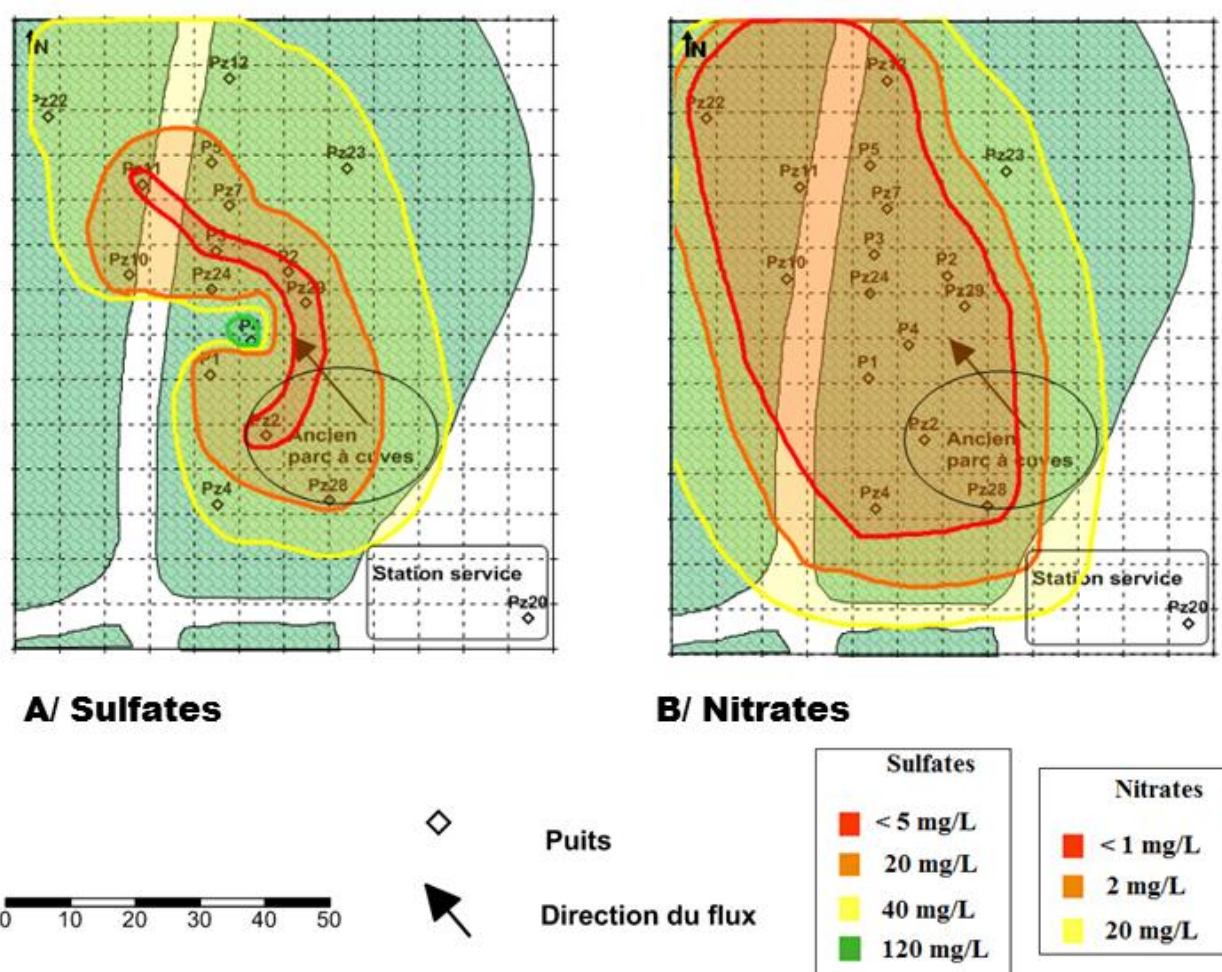 N
Pz12
Pz22
Pz23
P5
Pz11
Pz7
P3
P2
Pz10
Pz24
Pz29
P1
Pz2
Ancien
parc à cuves
Pz4
Pz28
Station service
Pz20
N
Pz12
Pz22
P5
Pz23
Pz11
Pz7
P3
P2
Pz10
Pz24
Pz29
P4
P1
Pz2
Ancien
parc à cuves
Pz4
Pz28
Station service
Pz20
A/ Sulfates
B/ Nitrates
Puits
Direction du flux
0 10 20 30 40 50
Sulfates
< 5 mg/L
20 mg/L
40 mg/L
120 mg/L
Nitrates
< 1 mg/L
2 mg/L
20 mg/L